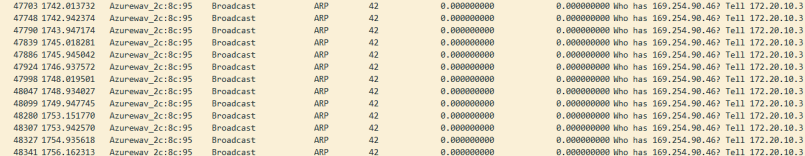 47703 1742.013732 Azurewav_2c:8c:95 Broadcast ARP 42 0.000000000 0.000000000 Who has 169.254.90.46? Tell 172.20.10.3
47748 1742.942374 Azurewav_2c:8c:95 Broadcast ARP 42 0.000000000 0.000000000 Who has 169.254.90.46? Tell 172.20.10.3
47790 1743.947174 Azurewav_2c:8c:95 Broadcast ARP 42 0.000000000 0.000000000 Who has 169.254.90.46? Tell 172.20.10.3
47839 1745.018281 Azurewav_2c:8c:95 Broadcast ARP 42 0.000000000 0.000000000 Who has 169.254.90.46? Tell 172.20.10.3
47886 1745.945042 Azurewav_2c:8c:95 Broadcast ARP 42 0.000000000 0.000000000 Who has 169.254.90.46? Tell 172.20.10.3
47924 1746.937572 Azurewav_2c:8c:95 Broadcast ARP 42 0.000000000 0.000000000 Who has 169.254.90.46? Tell 172.20.10.3
47998 1748.019501 Azurewav_2c:8c:95 Broadcast ARP 42 0.000000000 0.000000000 Who has 169.254.90.46? Tell 172.20.10.3
48047 1748.934027 Azurewav_2c:8c:95 Broadcast ARP 42 0.000000000 0.000000000 Who has 169.254.90.46? Tell 172.20.10.3
48099 1749.947745 Azurewav_2c:8c:95 Broadcast ARP 42 0.000000000 0.000000000 Who has 169.254.90.46? Tell 172.20.10.3
48280 1753.151770 Azurewav_2c:8c:95 Broadcast ARP 42 0.000000000 0.000000000 Who has 169.254.90.46? Tell 172.20.10.3
48307 1753.942570 Azurewav_2c:8c:95 Broadcast ARP 42 0.000000000 0.000000000 Who has 169.254.90.46? Tell 172.20.10.3
48327 1754.935618 Azurewav_2c:8c:95 Broadcast ARP 42 0.000000000 0.000000000 Who has 169.254.90.46? Tell 172.20.10.3
48341 1756.162313 Azurewav_2c:8c:95 Broadcast ARP 42 0.000000000 0.000000000 Who has 169.254.90.46? Tell 172.20.10.3